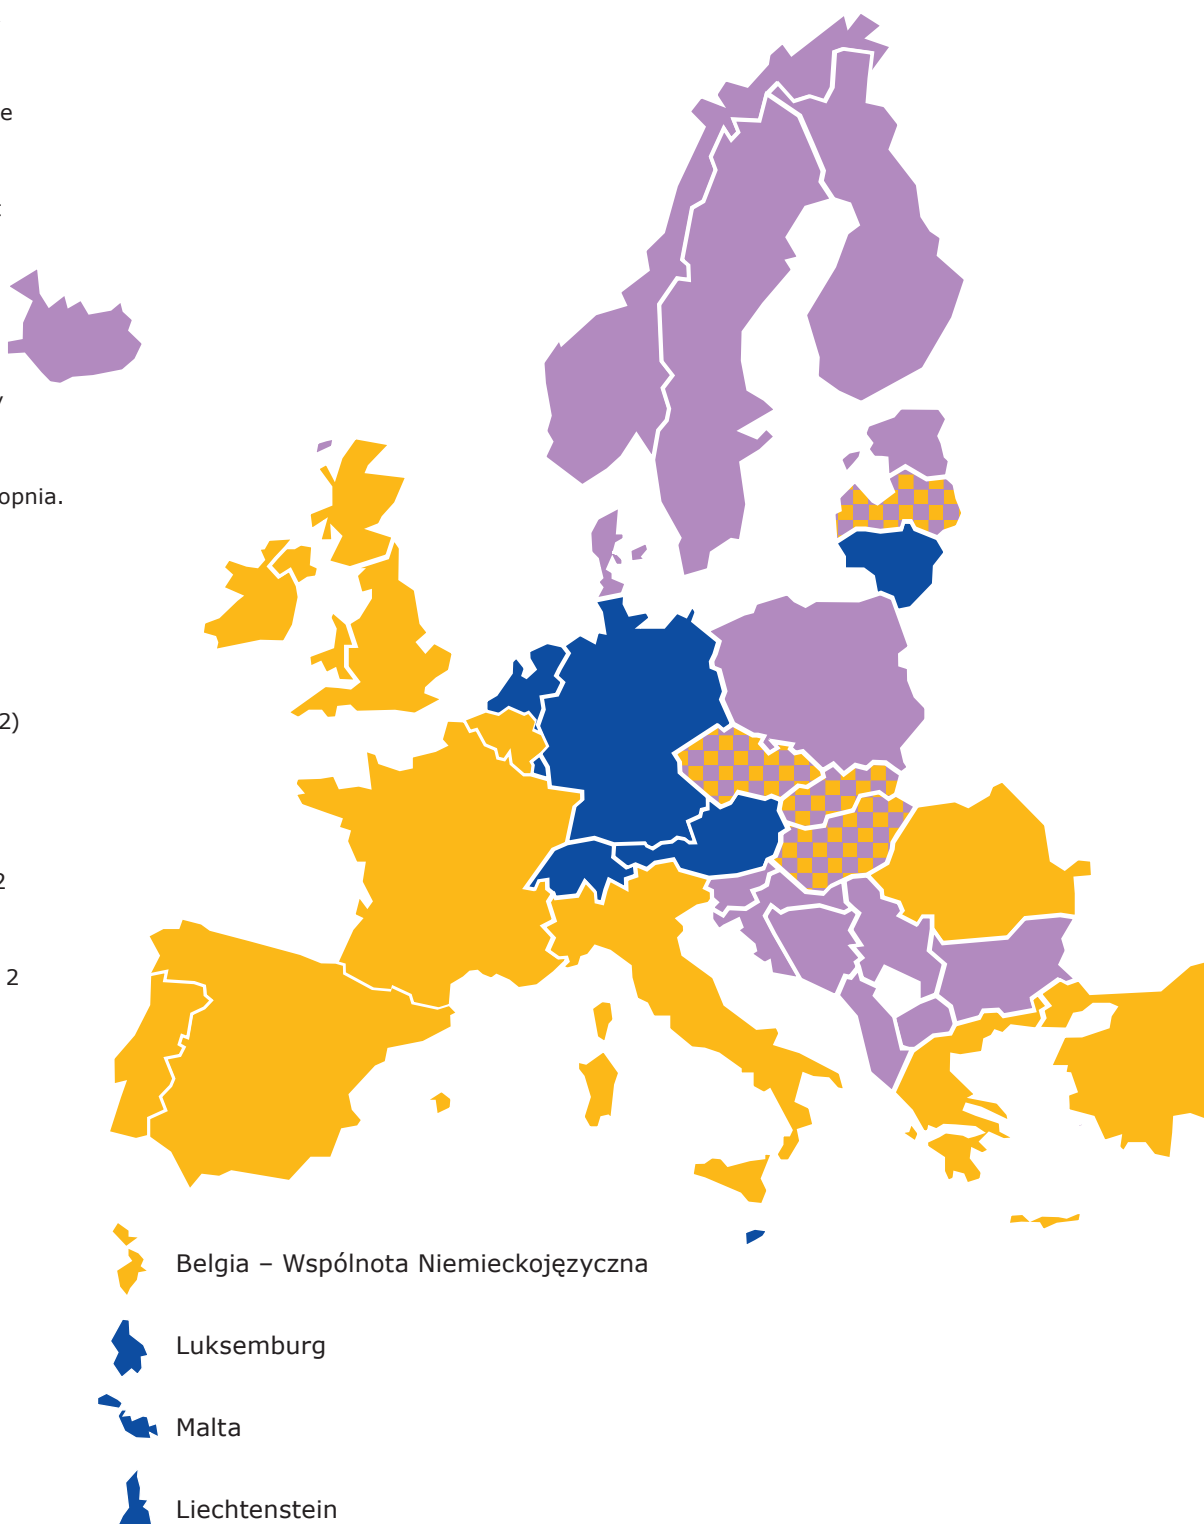 e
opnia.
2)
2
2
Belgia – Wspólnota Niemieckojęzyczna
Luksemburg
Malta
Liechtenstein